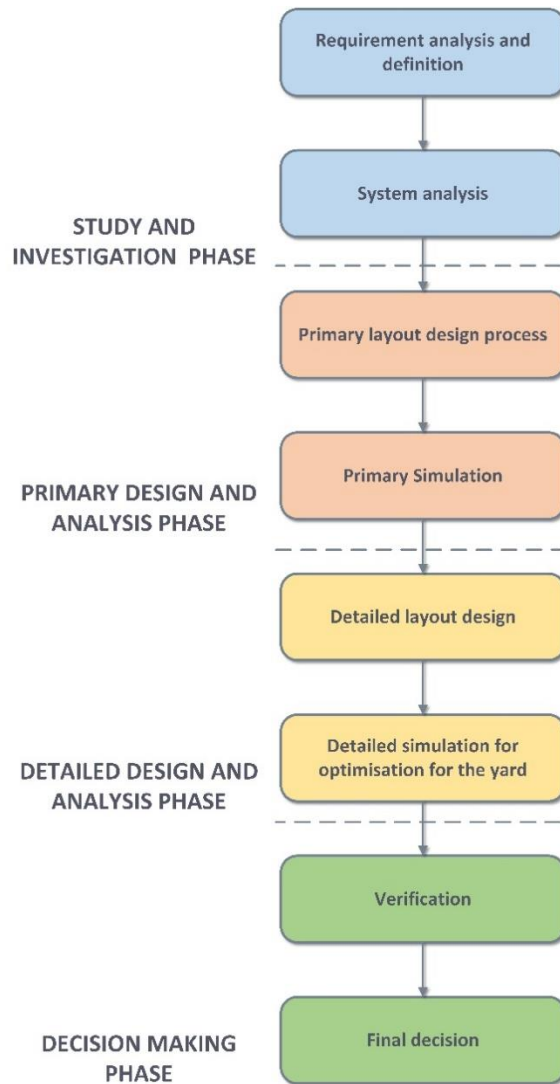 Requirement analysis and
definition
System analysis
STUDY AND
INVESTIGATION PHASE
Primary layout design process
Primary Simulation
PRIMARY DESIGN AND
ANALYSIS PHASE
Detailed layout design
Detailed simulation for
optimisation for the yard
DETAILED DESIGN AND
ANALYSIS PHASE
Verification
Final decision
DECISION MAKING
PHASE